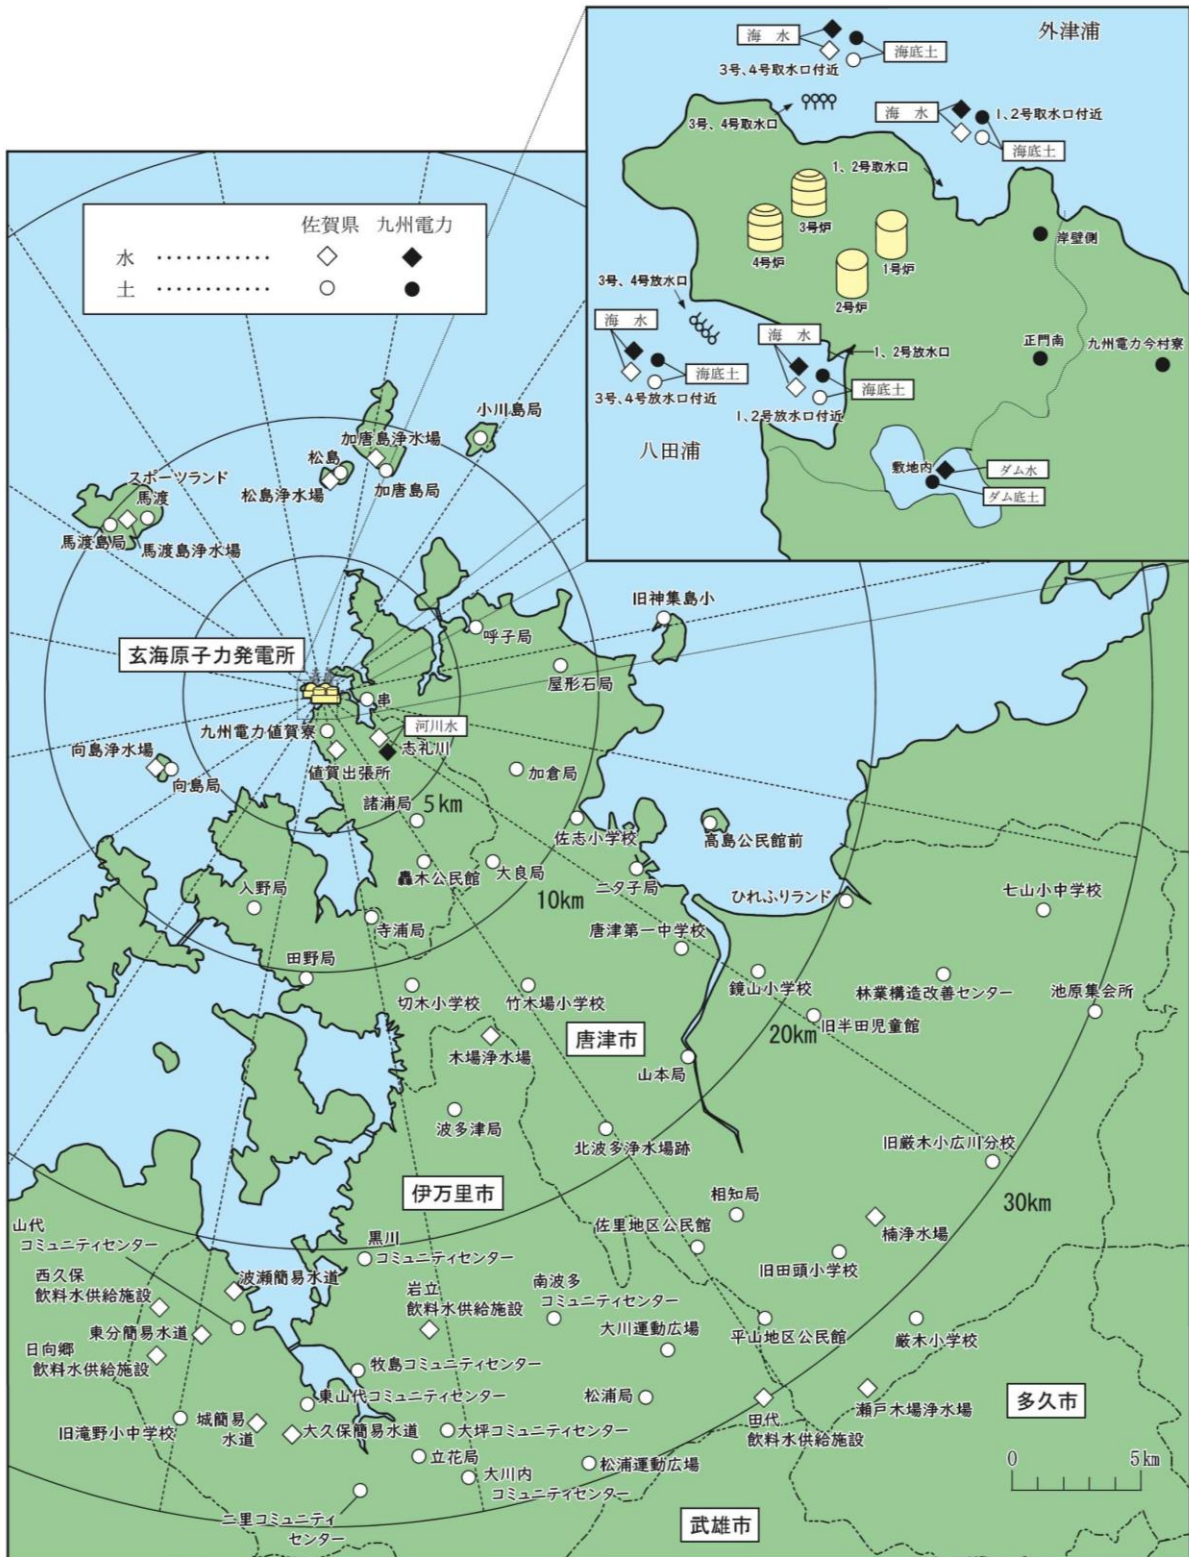 外津浦
海 水
海底土
3号、4号取水口付近
3号、4号取水口
海 水
1、2号取水口付近
海底土
1、2号取水口
3号炉
4号炉
1号炉
2号炉
岸壁側
3号、4号放水口
海 水
海 水
1、2号放水口
正門南
九州電力今村寮
海底土
3号、4号放水口付近
海底土
1、2号放水口付近
八田浦
敷地内
ダム水
ダム底土
佐賀県 九州電力
水 …………
土 …………
小川島局
加唐島浄水場
松島
加唐島局
松島浄水場
スポーツランド
馬渡
馬渡島局
馬渡島浄水場
旧神集島小
呼子局
玄海原子力発電所
屋形石局
串
九州電力値賀寮
河川水
志礼川
向島浄水場
値賀出張所
向島局
加倉局
諸浦局
5km
佐志小学校
高島公民館前
轟木公民館
大良局
二タ子局
入野局
10km
ひれふりランド
七山小中学校
寺浦局
唐津第一中学校
田野局
切木小学校
竹木場小学校
鏡山小学校
林業構造改善センター
池原集会所
旧半田児童館
唐津市
20km
木場浄水場
山本局
波多津局
北波多浄水場跡
旧厳木小広川分校
伊万里市
相知局
30km
山代
コミュニティセンター
黒川
コミュニティセンター
佐里地区公民館
楠浄水場
旧田頭小学校
西久保
飲料水供給施設
波瀬簡易水道
岩立
飲料水供給施設
南波多
コミュニティセンター
大川運動広場
平山地区公民館
厳木小学校
東分簡易水道
日向郷
飲料水供給施設
牧島コミュニティセンター
東山代コミュニティセンター
松浦局
瀬戸木場浄水場
多久市
旧滝野小中学校
城簡易
水道
大久保簡易水道
大坪コミュニティセンター
田代
飲料水供給施設
立花局
大川内
コミュニティセンター
松浦運動広場
0 5km
二里コミュニティ
センター
武雄市